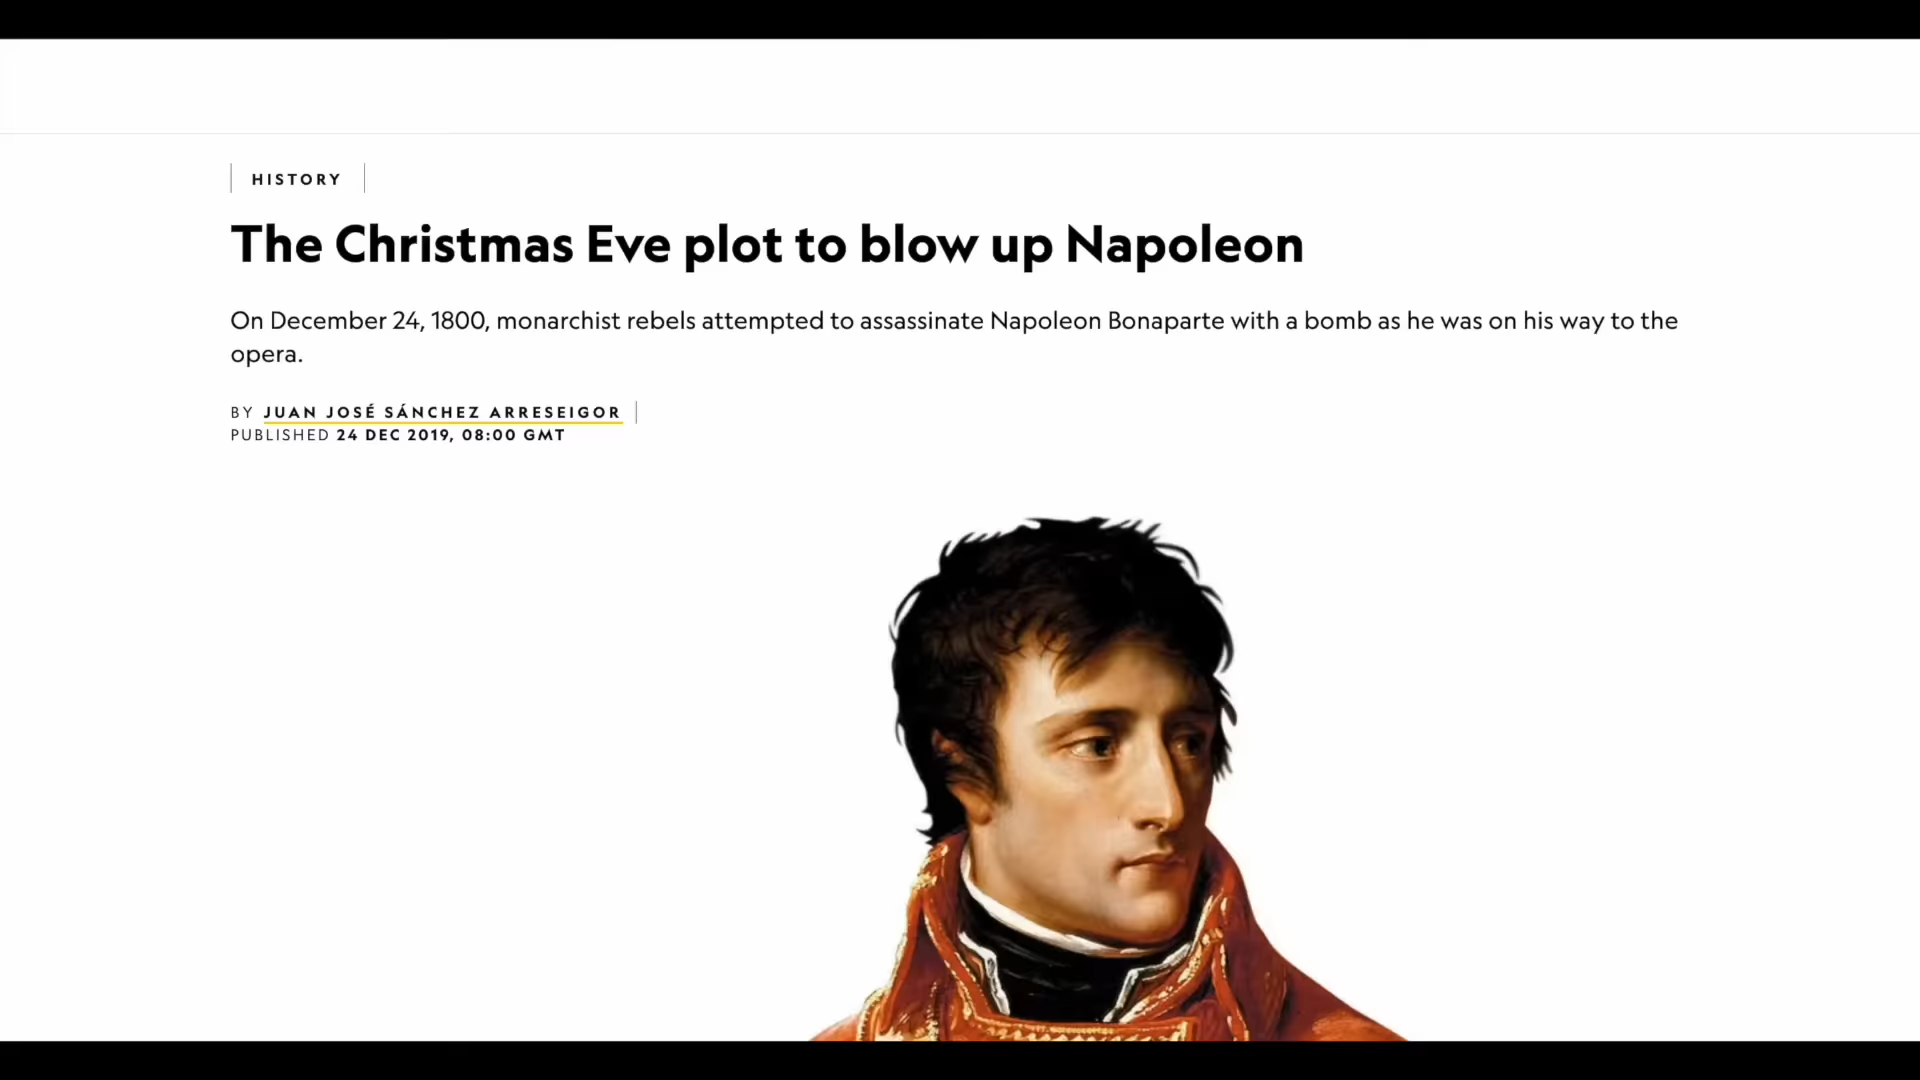 HISTORY
The Christmas Eve plot to blow up Napoleon
On December 24, 1800, monarchist rebels attempted to assassinate Napoleon Bonaparte with a bomb as he was on his way to the
opera.
BY JUAN JOSÉ SÁNCHEZ ARRESEIGOR
PUBLISHED 24 DEC 2019, 08:00 GMT